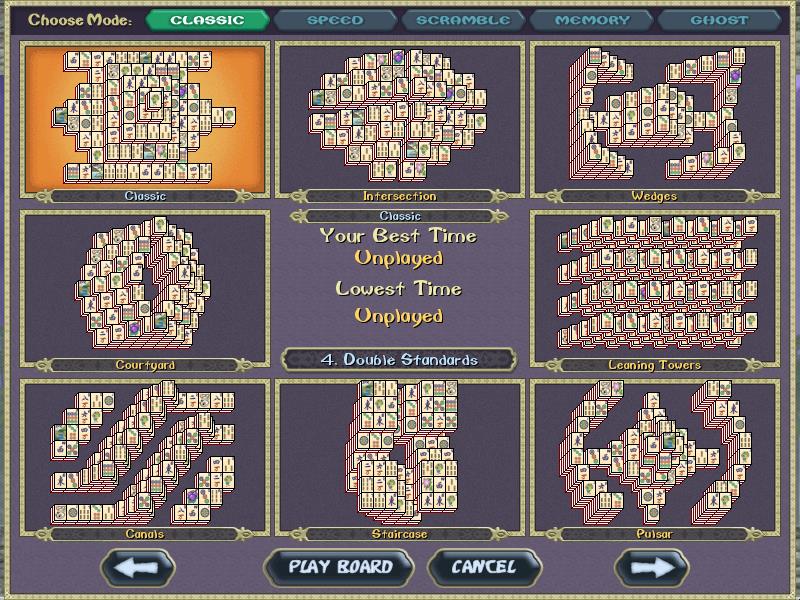 Choose Mode: CLASSIC SPEED SCRAMBLE MEMORY GHOST
Classic
Intersection
Wedges
Classic
Your Best Time
Unplayed
Lowest Time
Unplayed
4. Double Standards
Courtyard
Leaning Towers
Canals
Staircase
Pulsar
PLAY BOARD
CANCEL